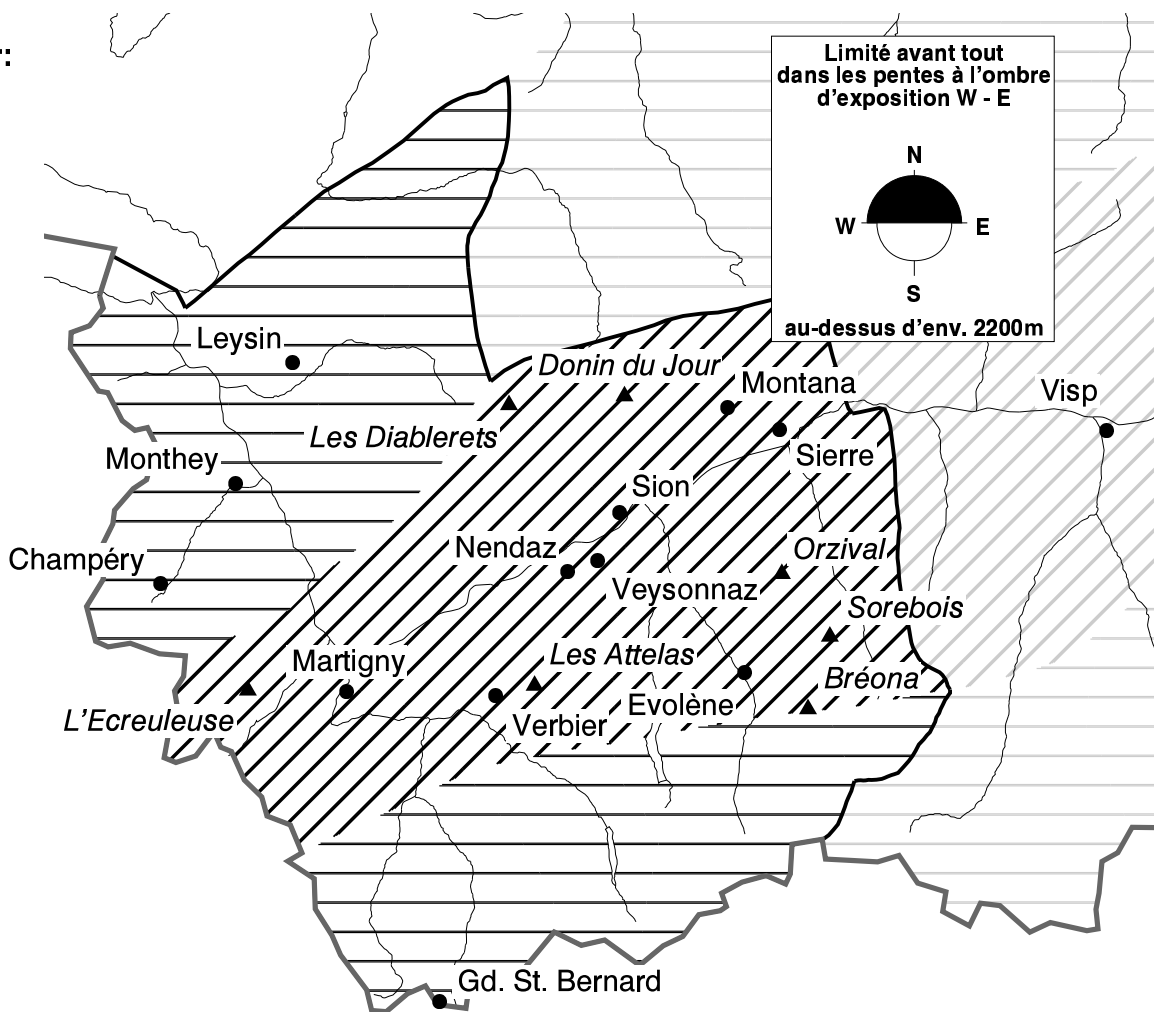 :
Limité avant tout
dans les pentes à l'ombre
d'exposition W - E
N
W
E
S
au-dessus d'env. 2200m
Leysin
Donin du Jour
Montana
Visp
Les Diablerets
Sierre
Monthey
Sion
Nendaz
Orzival
Champéry
Veysonnaz
Sorebois
Les Attelas
Martigny
Bréona
L'Ecreuleuse
Evolène
Verbier
Gd. St. Bernard